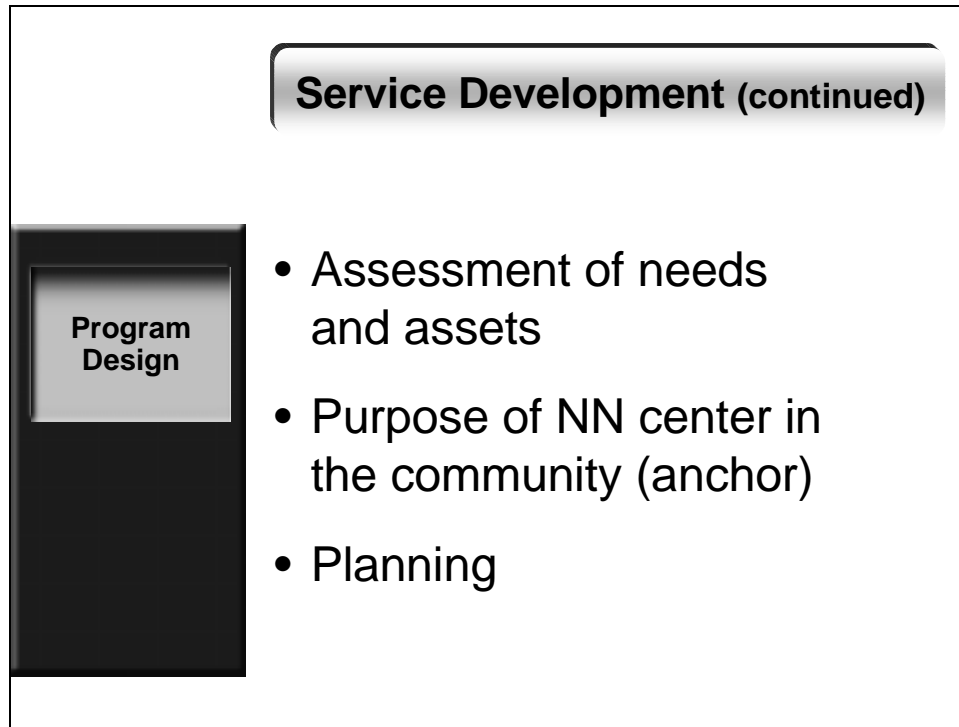 Service Development (continued)
Program
Design
• Assessment of needs
and assets
• Purpose of NN center in
the community (anchor)
• Planning